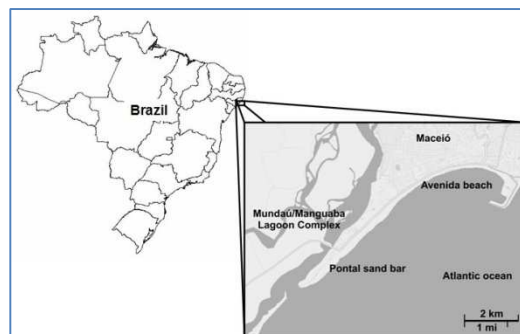 Brazil
Maceió
Avenida beach
Mundaú/Manguaba
Lagoon Complex
Pontal sand bar
Atlantic ocean
2 km
1 mi